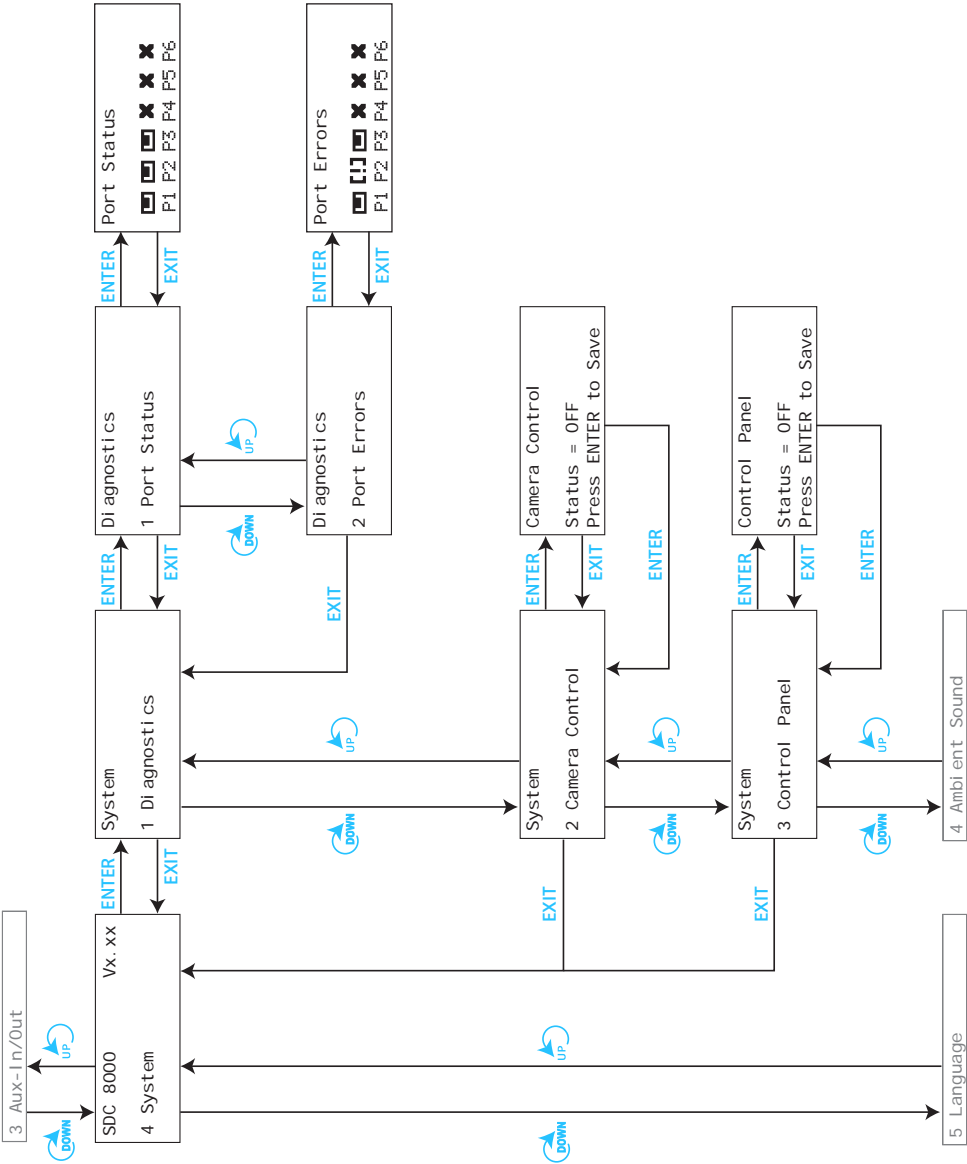 3 Aux-In/Out
DOWN
UP
SDC 8000 Vx.xx
4 System
ENTER
EXIT
System
1 Diagnostics
ENTER
EXIT
Diagnostics
1 Port Status
ENTER
EXIT
Port Status
P1 P2 P3 P4 P5 P6
DOWN
UP
EXIT
Diagnostics
2 Port Errors
ENTER
EXIT
Port Errors
[!]
P1 P2 P3 P4 P5 P6
DOWN
UP
EXIT
System
2 Camera Control
ENTER
EXIT
Camera Control
Status = OFF
Press ENTER to Save
ENTER
DOWN
UP
EXIT
System
3 Control Panel
ENTER
EXIT
Control Panel
Status = OFF
Press ENTER to Save
ENTER
DOWN
UP
DOWN
UP
5 Language
4 Ambient Sound